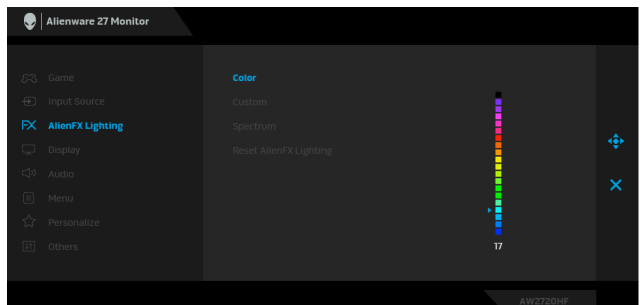 Alienware 27 Monitor
Game
Input Source
FX AlienFX Lighting
Display
Audio
Menu
Personalize
Others
Color
Custom
Spectrum
Reset AlienFX Lighting
17
AW2720HF